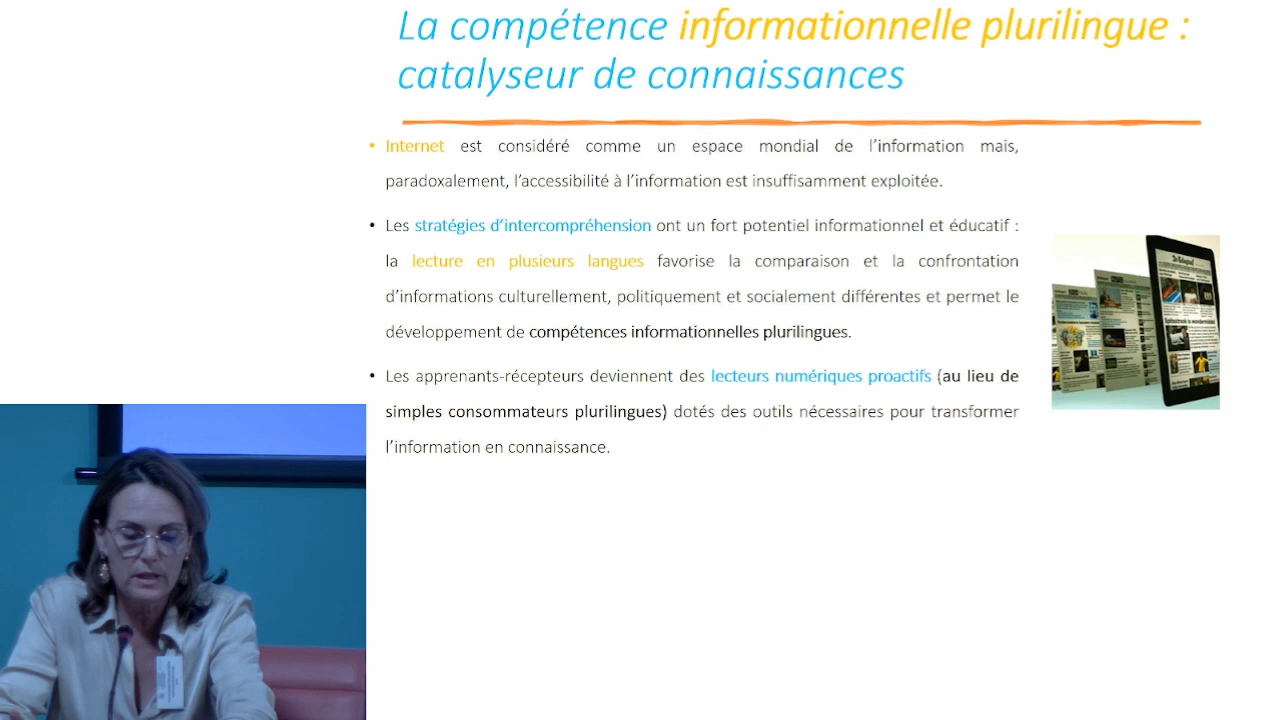 La compétence informationnelle plurilingue :
catalyseur de connaissances
• Internet est considéré comme un espace mondial de l’information mais,
paradoxalement, l’accessibilité à l’information est insuffisamment exploitée.
• Les stratégies d’intercompréhension ont un fort potentiel informationnel et éducatif :
la lecture en plusieurs langues favorise la comparaison et la confrontation
d’informations culturellement, politiquement et socialement différentes et permet le
développement de compétences informationnelles plurilingues.
• Les apprenants-récepteurs deviennent des lecteurs numériques proactifs (au lieu de
simples consommateurs plurilingues) dotés des outils nécessaires pour transformer
l’information en connaissance.